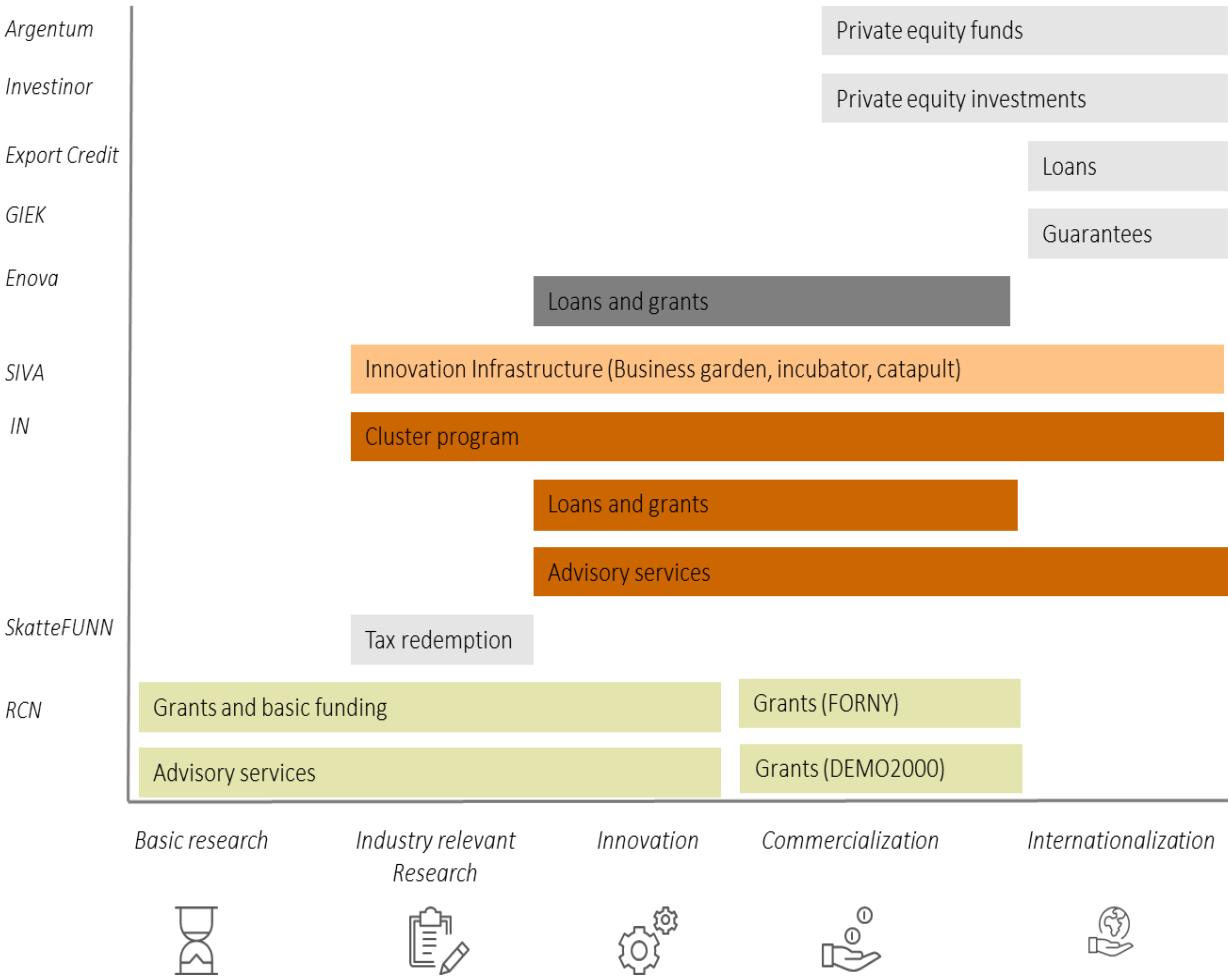 Argentum
Private equity funds
Investinor
Private equity investments
Export Credit
Loans
GIEK
Guarantees
Enova
Loans and grants
SIVA
Innovation Infrastructure (Business garden, incubator, catapult)
IN
Cluster program
Loans and grants
Advisory services
SkatteFUNN
Tax redemption
RCN
Grants and basic funding
Grants (FORNY)
Advisory services
Grants (DEMO2000)
Basic research
Industry relevant
Research
Innovation
Commercialization
Internationalization